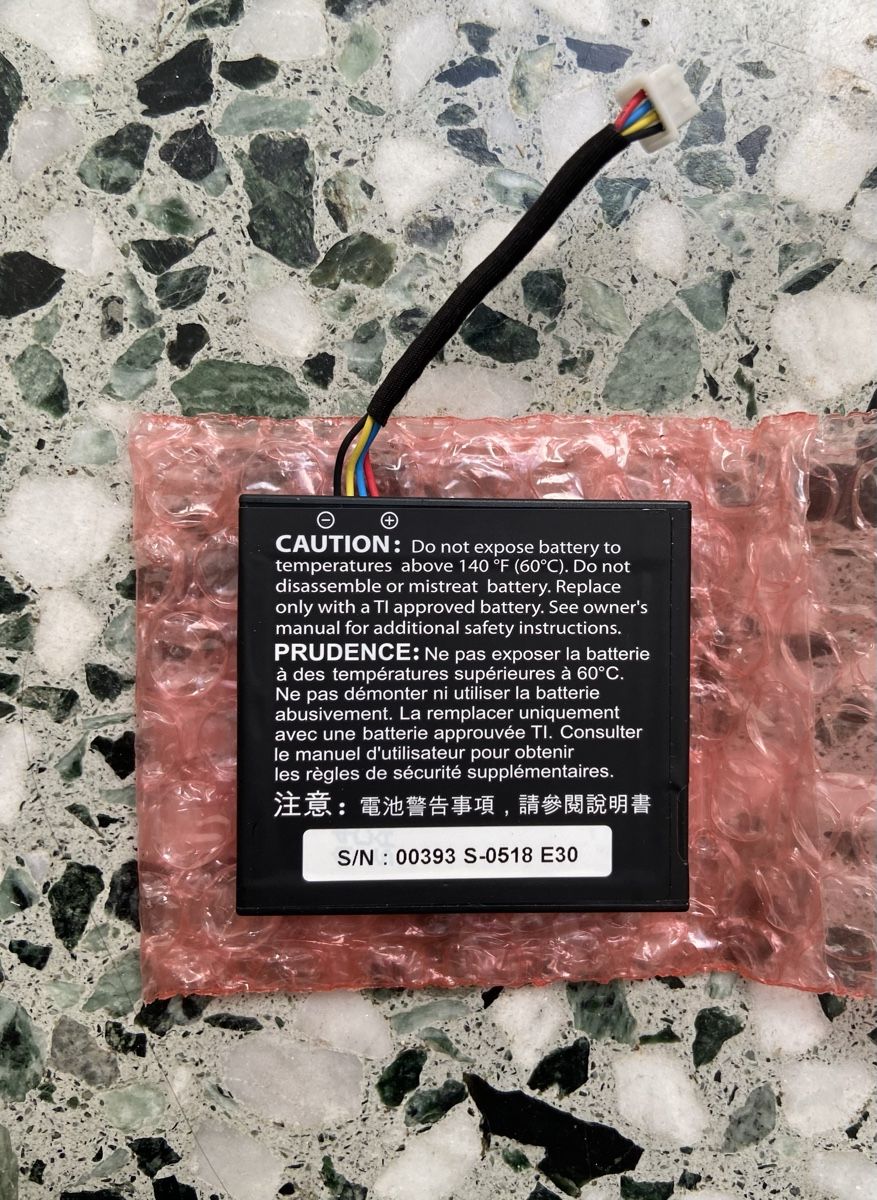 ⊖ ⊕
CAUTION: Do not expose battery to
temperatures above 140 °F (60°C). Do not
disassemble or mistreat battery. Replace
only with a TI approved battery. See owner's
manual for additional safety instructions.
PRUDENCE: Ne pas exposer la batterie
à des températures supérieures à 60°C.
Ne pas démonter ni utiliser la batterie
abusivement. La remplacer uniquement
avec une batterie approuvée TI. Consulter
le manuel d'utilisateur pour obtenir
les règles de sécurité supplémentaires.
注意：電池警告事項，請參閱說明書
S/N : 00393 S-0518 E30